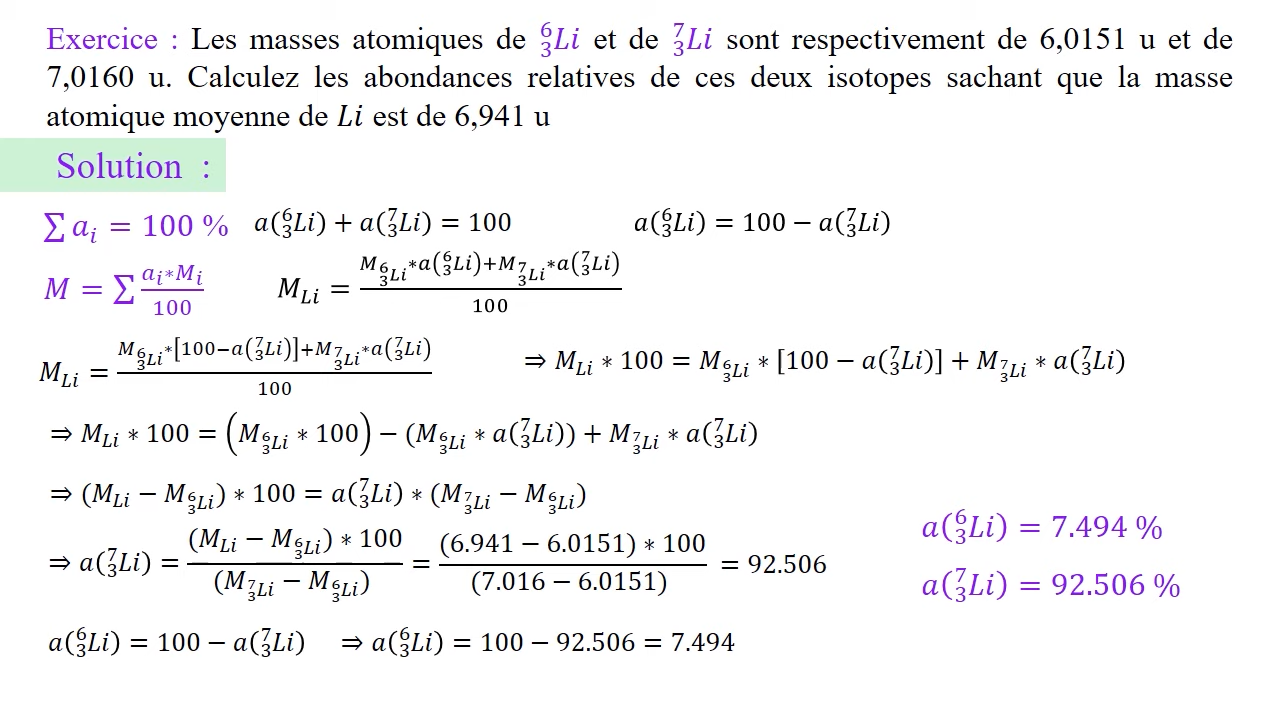 Exercice : Les masses atomiques de ⁶₃Li et de ⁷₃Li sont respectivement de 6,0151 u et de
7,0160 u. Calculez les abondances relatives de ces deux isotopes sachant que la masse
atomique moyenne de Li est de 6,941 u
Solution :
∑ aᵢ = 100 % a(⁶₃Li) + a(⁷₃Li) = 100 a(⁶₃Li) = 100 − a(⁷₃Li)
M = ∑ (aᵢ∗Mᵢ)/100 M_Li = (M_⁶₃Li∗a(⁶₃Li)+M_⁷₃Li∗a(⁷₃Li))/100
M_Li = (M_⁶₃Li∗[100−a(⁷₃Li)]+M_⁷₃Li∗a(⁷₃Li))/100 ⇒ M_Li ∗ 100 = M_⁶₃Li ∗ [100 − a(⁷₃Li)] + M_⁷₃Li ∗ a(⁷₃Li)
⇒ M_Li ∗ 100 = (M_⁶₃Li ∗ 100) − (M_⁶₃Li ∗ a(⁷₃Li)) + M_⁷₃Li ∗ a(⁷₃Li)
⇒ (M_Li − M_⁶₃Li) ∗ 100 = a(⁷₃Li) ∗ (M_⁷₃Li − M_⁶₃Li)
⇒ a(⁷₃Li) = ((M_Li − M_⁶₃Li) ∗ 100)/(M_⁷₃Li − M_⁶₃Li) = ((6.941 − 6.0151) ∗ 100)/(7.016 − 6.0151) = 92.506
a(⁶₃Li) = 100 − a(⁷₃Li) ⇒ a(⁶₃Li) = 100 − 92.506 = 7.494
a(⁶₃Li) = 7.494 %
a(⁷₃Li) = 92.506 %